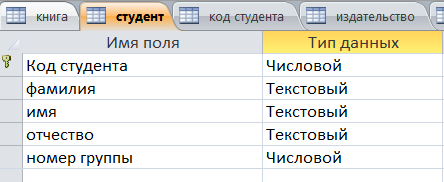 книга студент код студента издательство
Имя поля Тип данных
Код студента Числовой
фамилия Текстовый
имя Текстовый
отчество Текстовый
номер группы Числовой